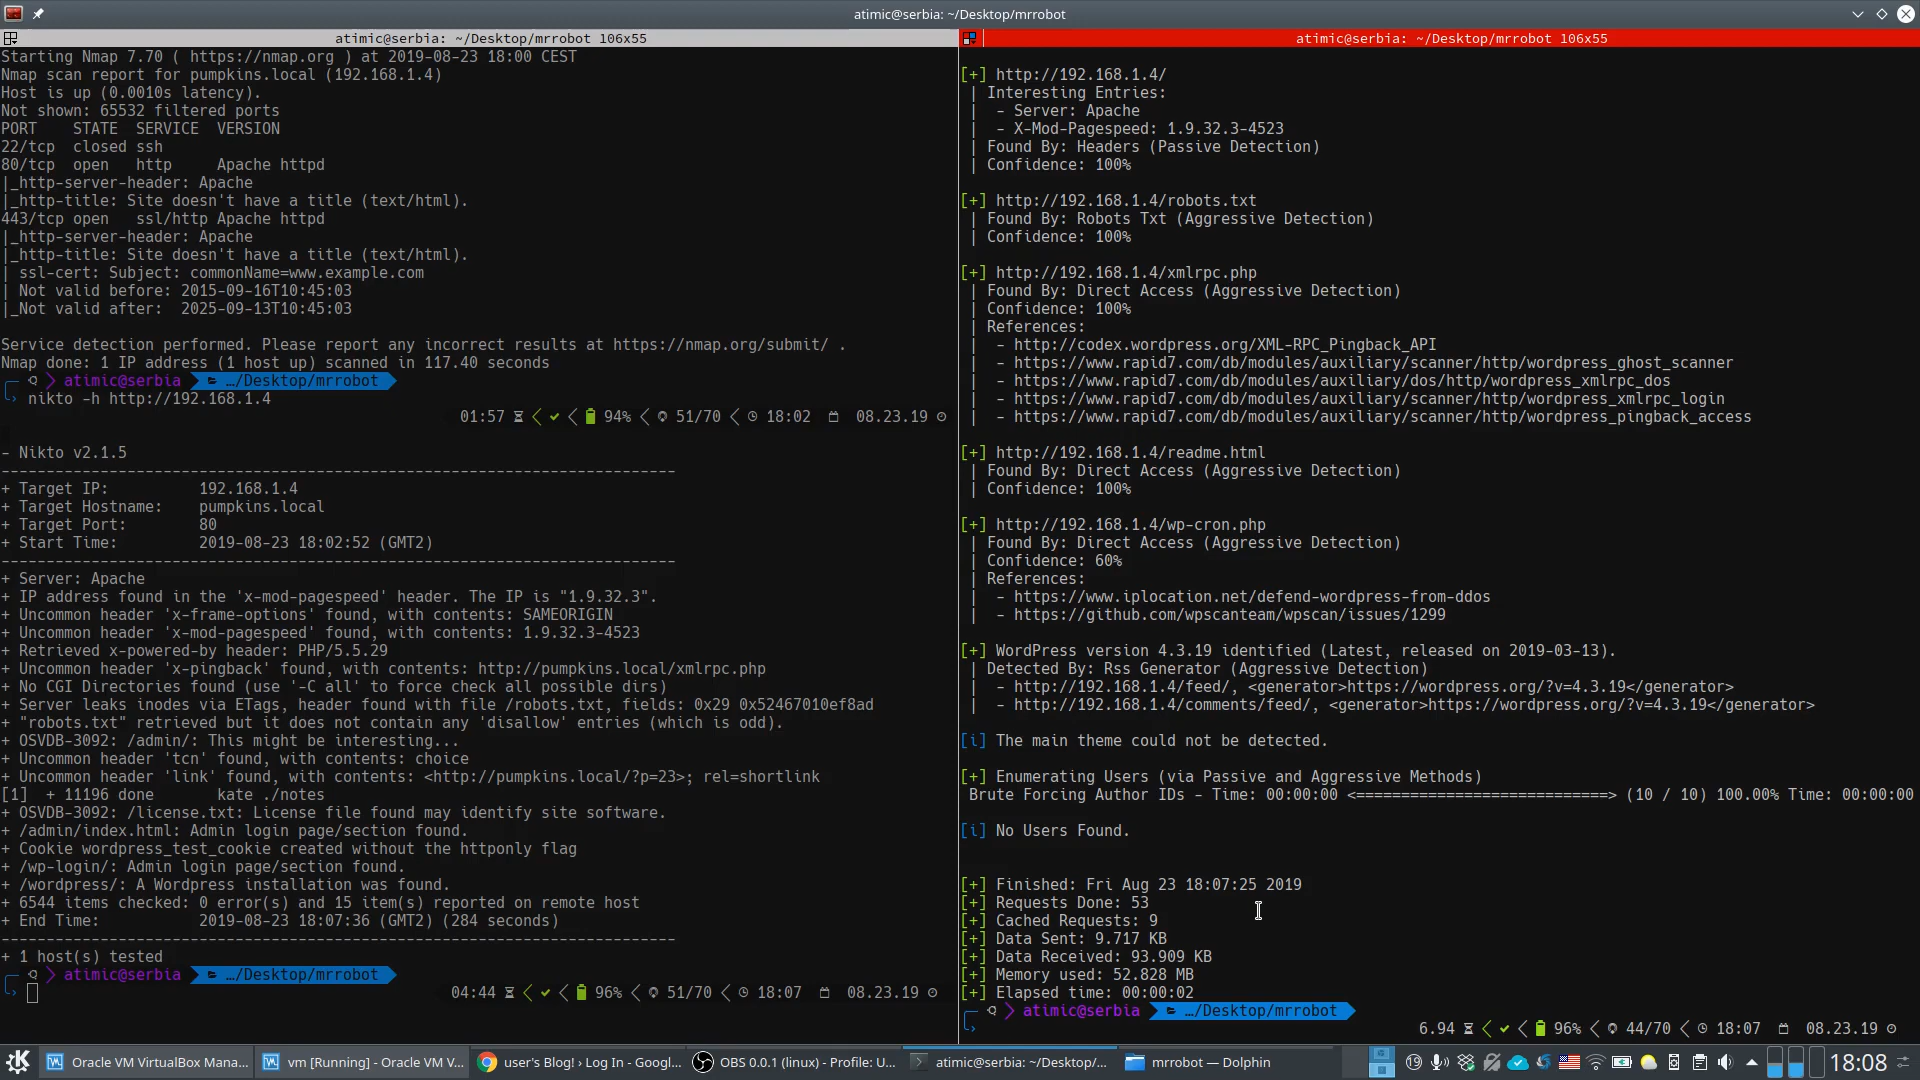 atimic@serbia: ~/Desktop/mrrobot
atimic@serbia: ~/Desktop/mrrobot 106x55
Starting Nmap 7.70 ( https://nmap.org ) at 2019-08-23 18:00 CEST
Nmap scan report for pumpkins.local (192.168.1.4)
Host is up (0.0010s latency).
Not shown: 65532 filtered ports
PORT    STATE  SERVICE  VERSION
22/tcp  closed ssh
80/tcp  open   http     Apache httpd
|_http-server-header: Apache
|_http-title: Site doesn't have a title (text/html).
443/tcp open   ssl/http Apache httpd
|_http-server-header: Apache
|_http-title: Site doesn't have a title (text/html).
| ssl-cert: Subject: commonName=www.example.com
| Not valid before: 2015-09-16T10:45:03
|_Not valid after:  2025-09-13T10:45:03
Service detection performed. Please report any incorrect results at https://nmap.org/submit/ .
Nmap done: 1 IP address (1 host up) scanned in 117.40 seconds
atimic@serbia …/Desktop/mrrobot
nikto -h http://192.168.1.4
01:57 94% 51/70 18:02 08.23.19
- Nikto v2.1.5
---------------------------------------------------------------------------
+ Target IP:          192.168.1.4
+ Target Hostname:    pumpkins.local
+ Target Port:        80
+ Start Time:         2019-08-23 18:02:52 (GMT2)
---------------------------------------------------------------------------
+ Server: Apache
+ IP address found in the 'x-mod-pagespeed' header. The IP is "1.9.32.3".
+ Uncommon header 'x-frame-options' found, with contents: SAMEORIGIN
+ Uncommon header 'x-mod-pagespeed' found, with contents: 1.9.32.3-4523
+ Retrieved x-powered-by header: PHP/5.5.29
+ Uncommon header 'x-pingback' found, with contents: http://pumpkins.local/xmlrpc.php
+ No CGI Directories found (use '-C all' to force check all possible dirs)
+ Server leaks inodes via ETags, header found with file /robots.txt, fields: 0x29 0x52467010ef8ad
+ "robots.txt" retrieved but it does not contain any 'disallow' entries (which is odd).
+ OSVDB-3092: /admin/: This might be interesting...
+ Uncommon header 'tcn' found, with contents: choice
+ Uncommon header 'link' found, with contents: <http://pumpkins.local/?p=23>; rel=shortlink
[1]  + 11196 done       kate ./notes
+ OSVDB-3092: /license.txt: License file found may identify site software.
+ /admin/index.html: Admin login page/section found.
+ Cookie wordpress_test_cookie created without the httponly flag
+ /wp-login/: Admin login page/section found.
+ /wordpress/: A Wordpress installation was found.
+ 6544 items checked: 0 error(s) and 15 item(s) reported on remote host
+ End Time:           2019-08-23 18:07:36 (GMT2) (284 seconds)
---------------------------------------------------------------------------
+ 1 host(s) tested
atimic@serbia …/Desktop/mrrobot
04:44 96% 51/70 18:07 08.23.19
atimic@serbia: ~/Desktop/mrrobot 106x55
[+] http://192.168.1.4/
| Interesting Entries:
|  - Server: Apache
|  - X-Mod-Pagespeed: 1.9.32.3-4523
| Found By: Headers (Passive Detection)
| Confidence: 100%
[+] http://192.168.1.4/robots.txt
| Found By: Robots Txt (Aggressive Detection)
| Confidence: 100%
[+] http://192.168.1.4/xmlrpc.php
| Found By: Direct Access (Aggressive Detection)
| Confidence: 100%
| References:
|  - http://codex.wordpress.org/XML-RPC_Pingback_API
|  - https://www.rapid7.com/db/modules/auxiliary/scanner/http/wordpress_ghost_scanner
|  - https://www.rapid7.com/db/modules/auxiliary/dos/http/wordpress_xmlrpc_dos
|  - https://www.rapid7.com/db/modules/auxiliary/scanner/http/wordpress_xmlrpc_login
|  - https://www.rapid7.com/db/modules/auxiliary/scanner/http/wordpress_pingback_access
[+] http://192.168.1.4/readme.html
| Found By: Direct Access (Aggressive Detection)
| Confidence: 100%
[+] http://192.168.1.4/wp-cron.php
| Found By: Direct Access (Aggressive Detection)
| Confidence: 60%
| References:
|  - https://www.iplocation.net/defend-wordpress-from-ddos
|  - https://github.com/wpscanteam/wpscan/issues/1299
[+] WordPress version 4.3.19 identified (Latest, released on 2019-03-13).
| Detected By: Rss Generator (Aggressive Detection)
|  - http://192.168.1.4/feed/, <generator>https://wordpress.org/?v=4.3.19</generator>
|  - http://192.168.1.4/comments/feed/, <generator>https://wordpress.org/?v=4.3.19</generator>
[i] The main theme could not be detected.
[+] Enumerating Users (via Passive and Aggressive Methods)
Brute Forcing Author IDs - Time: 00:00:00 <============================> (10 / 10) 100.00% Time: 00:00:00
[i] No Users Found.
[+] Finished: Fri Aug 23 18:07:25 2019
[+] Requests Done: 53
[+] Cached Requests: 9
[+] Data Sent: 9.717 KB
[+] Data Received: 93.909 KB
[+] Memory used: 52.828 MB
[+] Elapsed time: 00:00:02
atimic@serbia …/Desktop/mrrobot
6.94 96% 44/70 18:07 08.23.19
Oracle VM VirtualBox Mana...
vm [Running] - Oracle VM V...
user's Blog! › Log In - Googl...
OBS 0.0.1 (linux) - Profile: U...
atimic@serbia: ~/Desktop/...
mrrobot — Dolphin
19
18:08